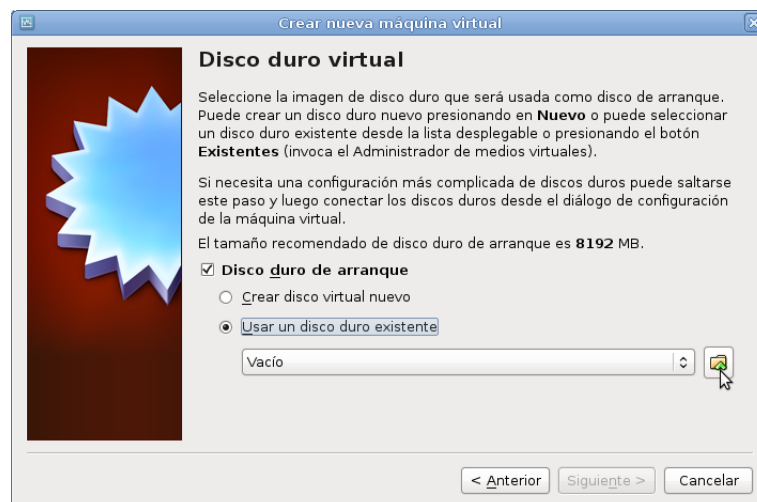 Crear nueva máquina virtual
Disco duro virtual
Seleccione la imagen de disco duro que será usada como disco de arranque.
Puede crear un disco duro nuevo presionando en Nuevo o puede seleccionar
un disco duro existente desde la lista desplegable o presionando el botón
Existentes (invoca el Administrador de medios virtuales).
Si necesita una configuración más complicada de discos duros puede saltarse
este paso y luego conectar los discos duros desde el diálogo de configuración
de la máquina virtual.
El tamaño recomendado de disco duro de arranque es 8192 MB.
Disco duro de arranque
Crear disco virtual nuevo
Usar un disco duro existente
Vacío
< Anterior
Siguiente >
Cancelar